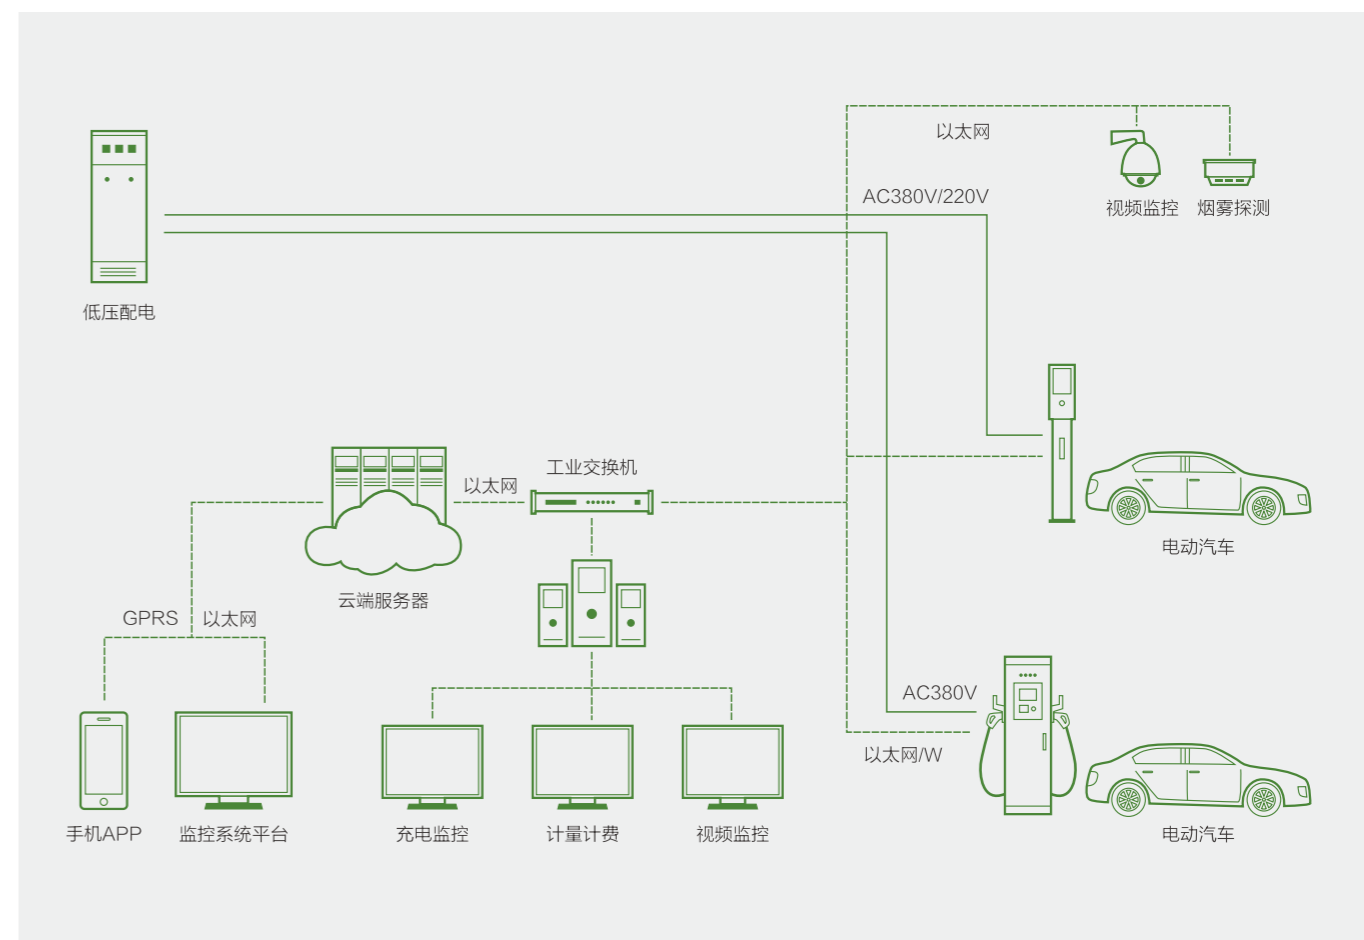 以太网
AC380V/220V
视频监控
烟雾探测
低压配电
工业交换机
以太网
电动汽车
云端服务器
GPRS
以太网
AC380V
以太网/W
手机APP
监控系统平台
充电监控
计量计费
视频监控
电动汽车